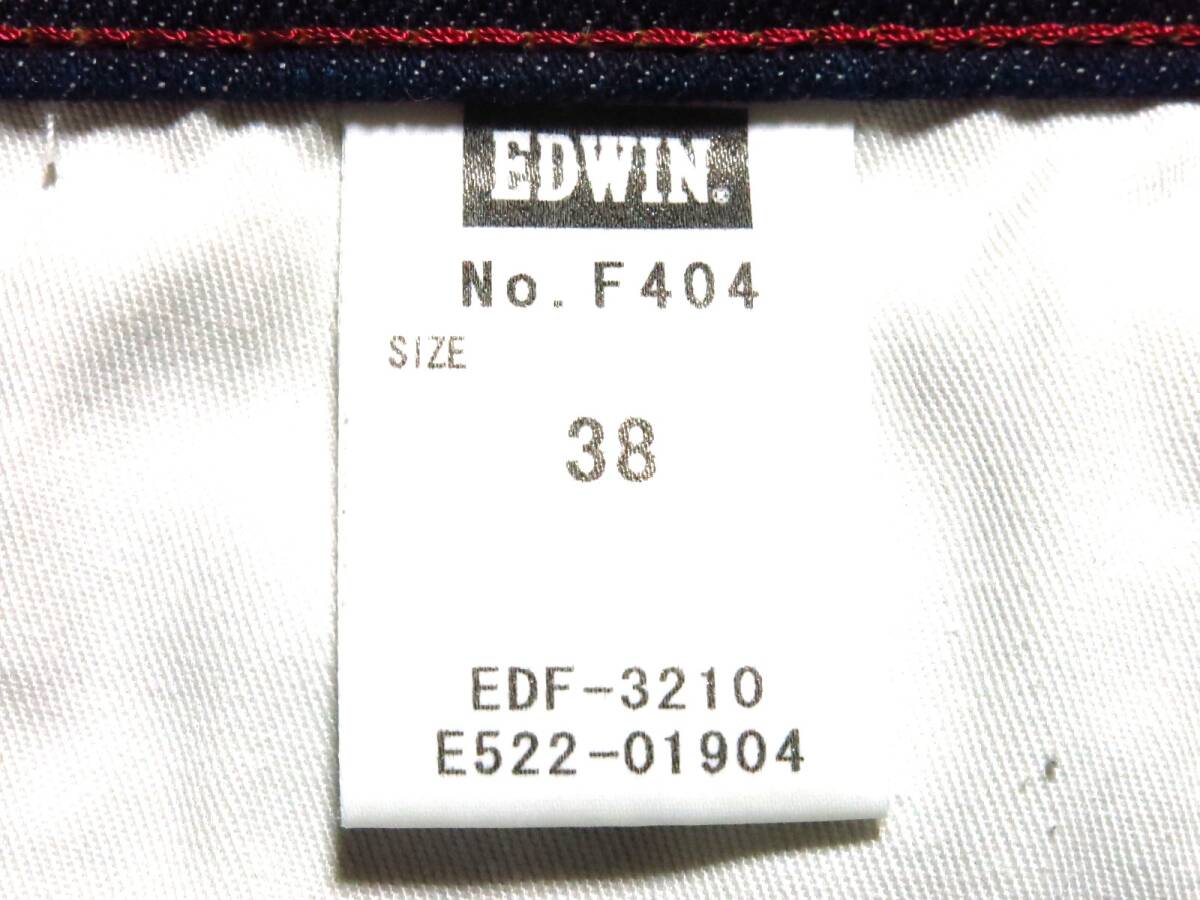 EDWIN®
No. F404
SIZE
38
EDF-3210
E522-01904